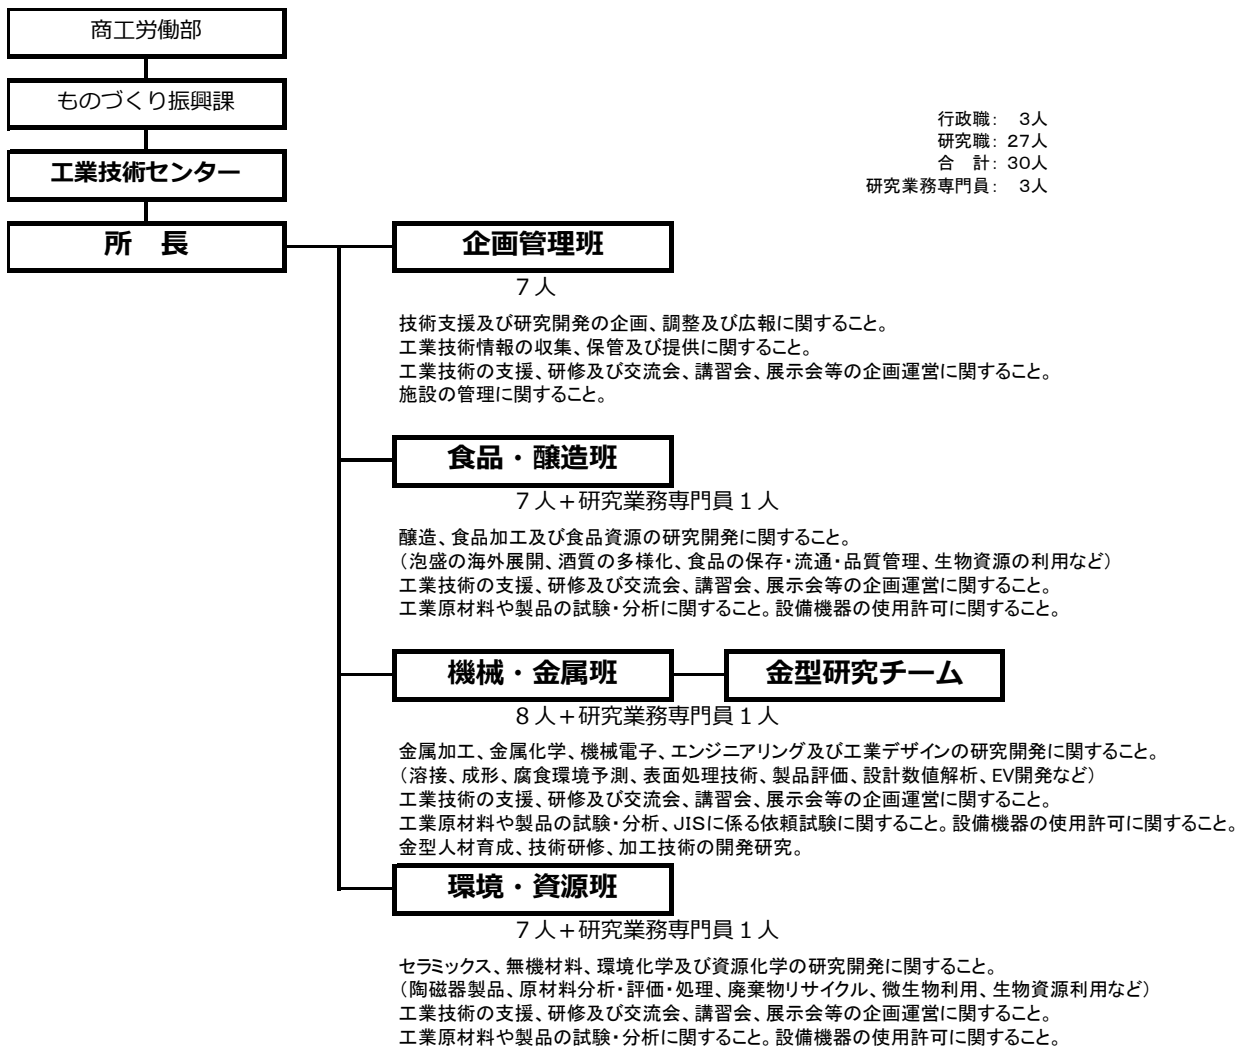 商工労働部
ものづくり振興課
工業技術センター
所　長
行政職：　３人
研究職：２７人
合　計：３０人
研究業務専門員：　３人
企画管理班
７人
技術支援及び研究開発の企画、調整及び広報に関すること。
工業技術情報の収集、保管及び提供に関すること。
工業技術の支援、研修及び交流会、講習会、展示会等の企画運営に関すること。
施設の管理に関すること。
食品・醸造班
７人＋研究業務専門員１人
醸造、食品加工及び食品資源の研究開発に関すること。
（泡盛の海外展開、酒質の多様化、食品の保存・流通・品質管理、生物資源の利用など）
工業技術の支援、研修及び交流会、講習会、展示会等の企画運営に関すること。
工業原材料や製品の試験・分析に関すること。設備機器の使用許可に関すること。
機械・金属班
金型研究チーム
８人＋研究業務専門員１人
金属加工、金属化学、機械電子、エンジニアリング及び工業デザインの研究開発に関すること。
（溶接、成形、腐食環境予測、表面処理技術、製品評価、設計数値解析、EV開発など）
工業技術の支援、研修及び交流会、講習会、展示会等の企画運営に関すること。
工業原材料や製品の試験・分析、ＪＩＳに係る依頼試験に関すること。設備機器の使用許可に関すること。
金型人材育成、技術研修、加工技術の開発研究。
環境・資源班
７人＋研究業務専門員１人
セラミックス、無機材料、環境化学及び資源化学の研究開発に関すること。
（陶磁器製品、原材料分析・評価・処理、廃棄物リサイクル、微生物利用、生物資源利用など）
工業技術の支援、研修及び交流会、講習会、展示会等の企画運営に関すること。
工業原材料や製品の試験・分析に関すること。設備機器の使用許可に関すること。